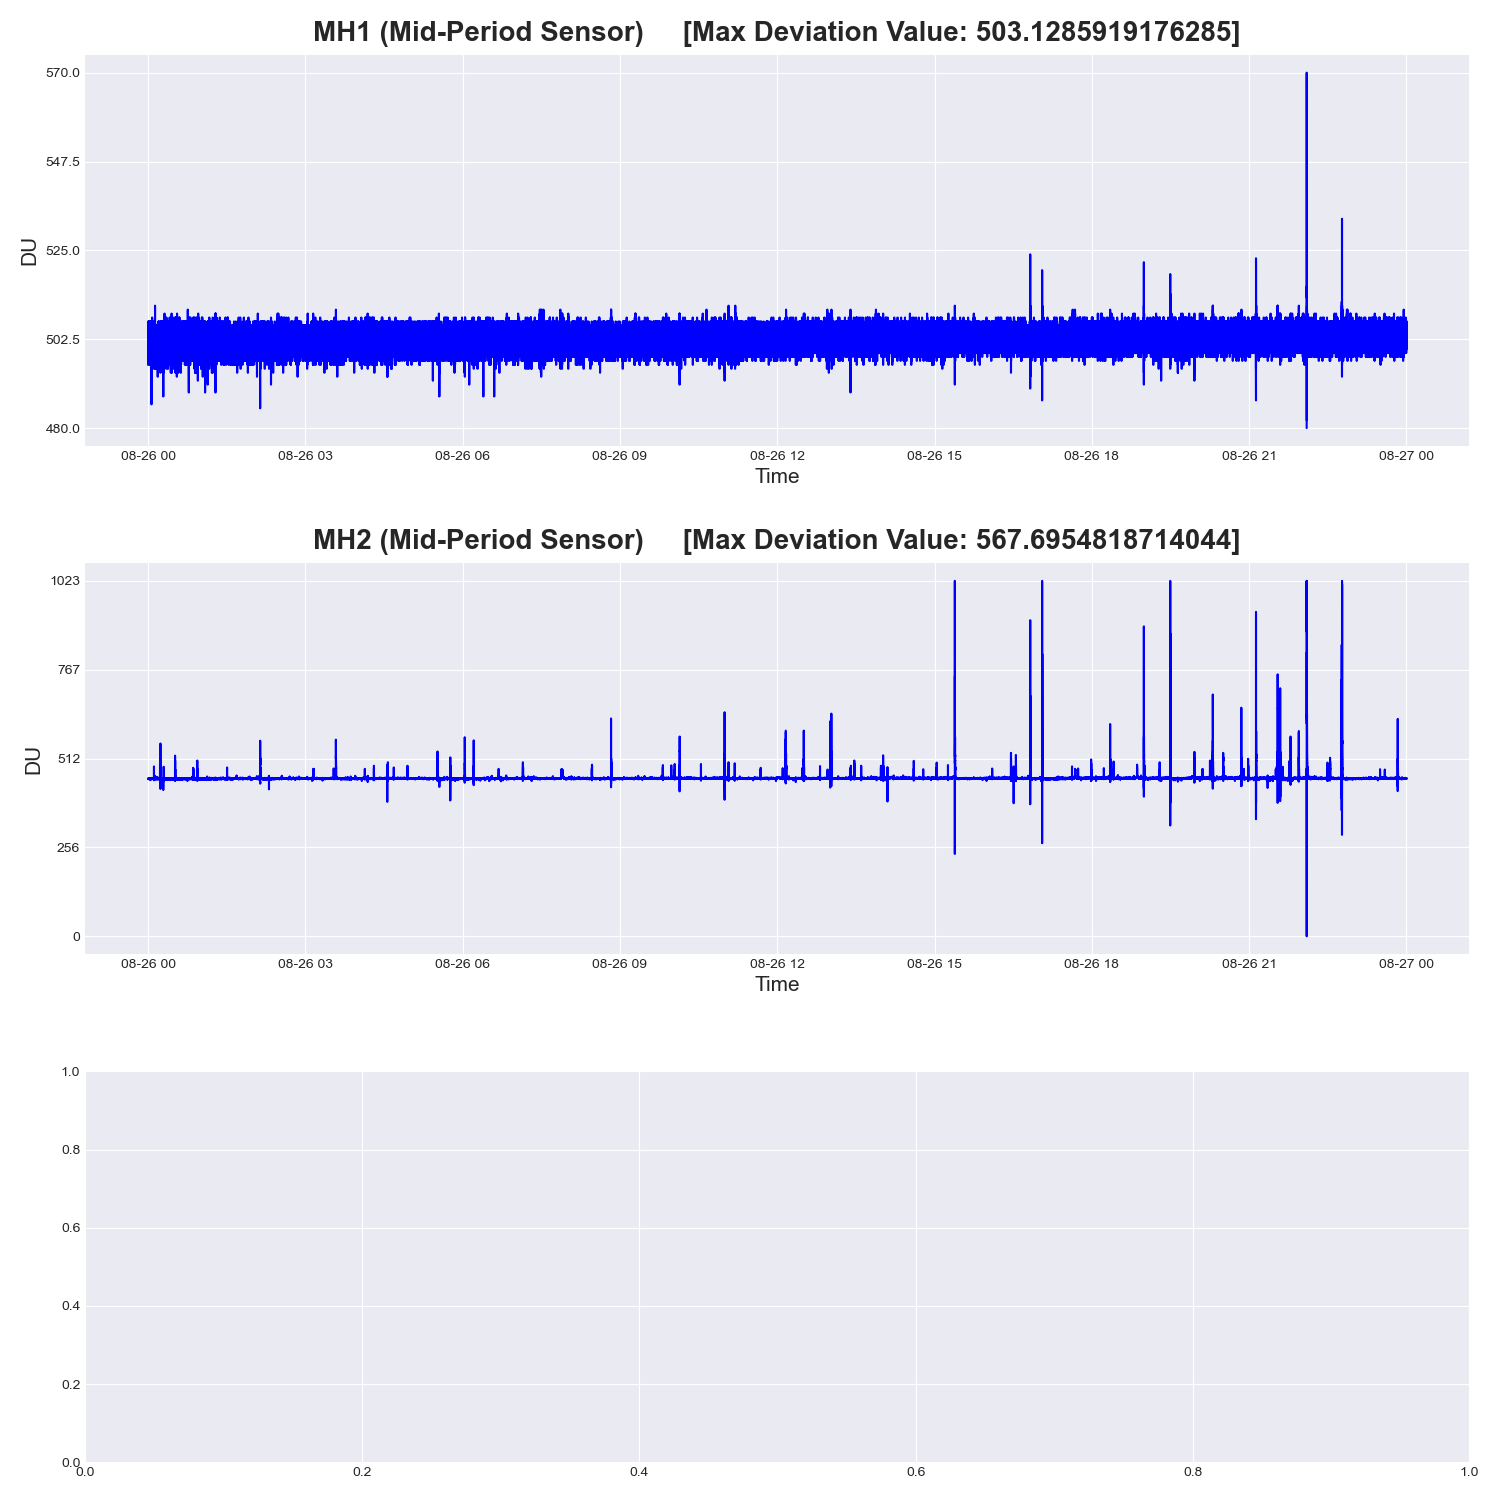 MH1 (Mid-Period Sensor) [Max Deviation Value: 503.1285919176285]
570.0
547.5
525.0
502.5
480.0
DU
08-26 00 08-26 03 08-26 06 08-26 09 08-26 12 08-26 15 08-26 18 08-26 21 08-27 00
Time
MH2 (Mid-Period Sensor) [Max Deviation Value: 567.6954818714044]
1023
767
512
256
0
DU
08-26 00 08-26 03 08-26 06 08-26 09 08-26 12 08-26 15 08-26 18 08-26 21 08-27 00
Time
1.0
0.8
0.6
0.4
0.2
0.0
0.0 0.2 0.4 0.6 0.8 1.0